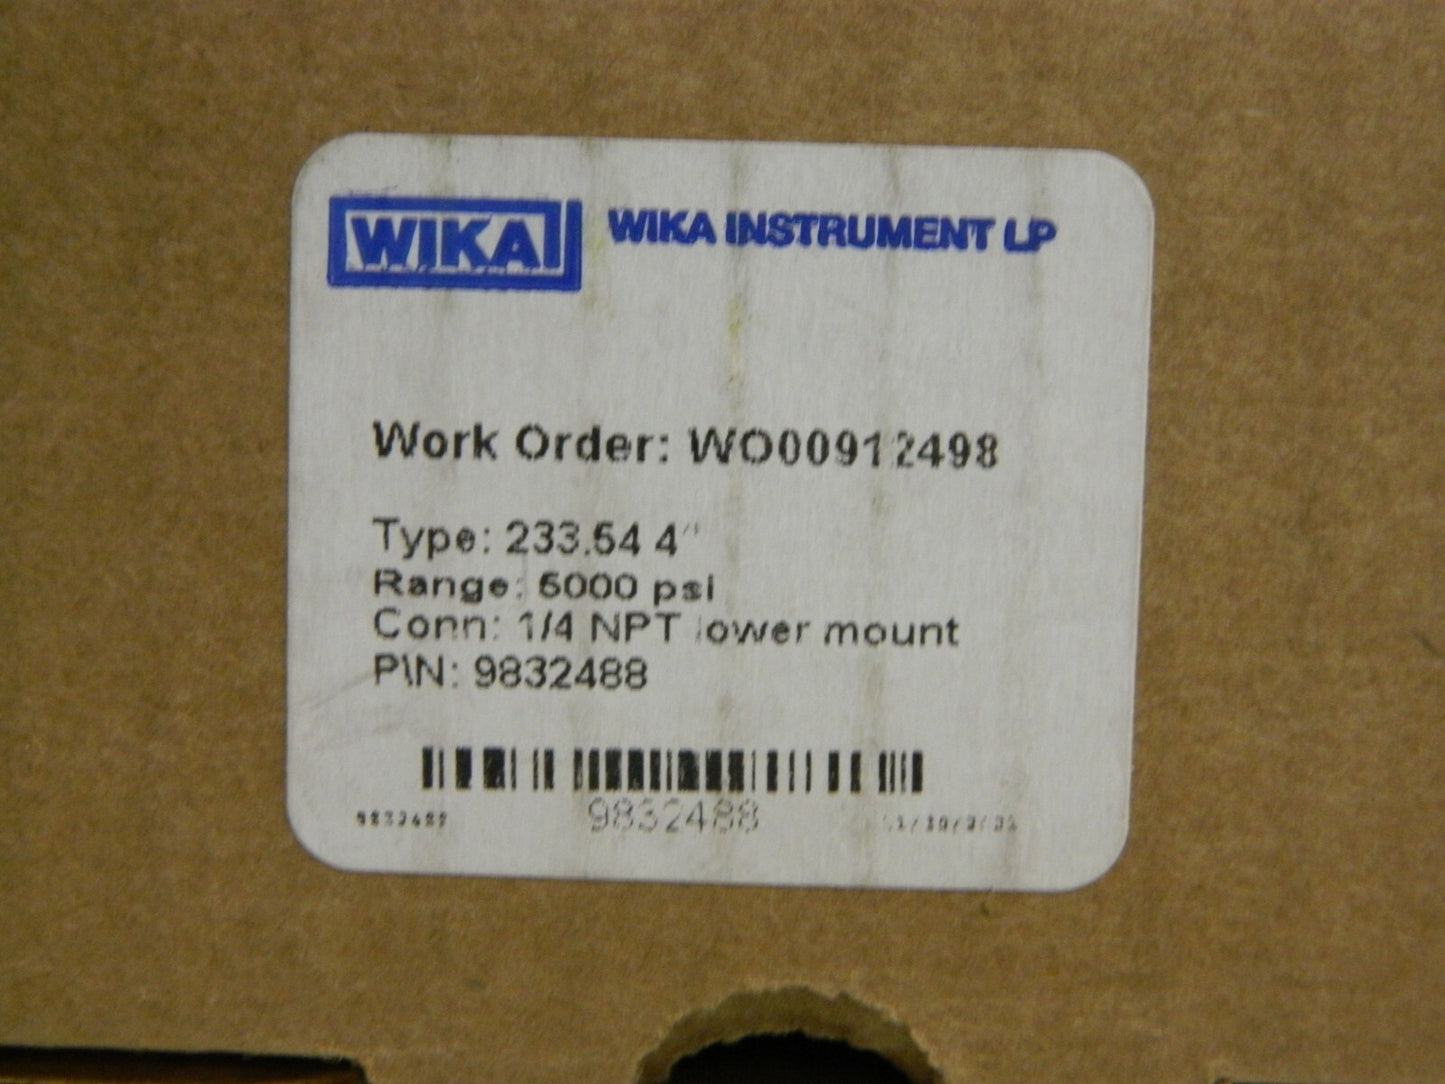 WIKA
WIKA INSTRUMENT LP
Work Order: WO00912498
Type: 233.54 4"
Range: 5000 psi
Conn: 1/4 NPT lower mount
P\N: 9832488
9832488
9832488